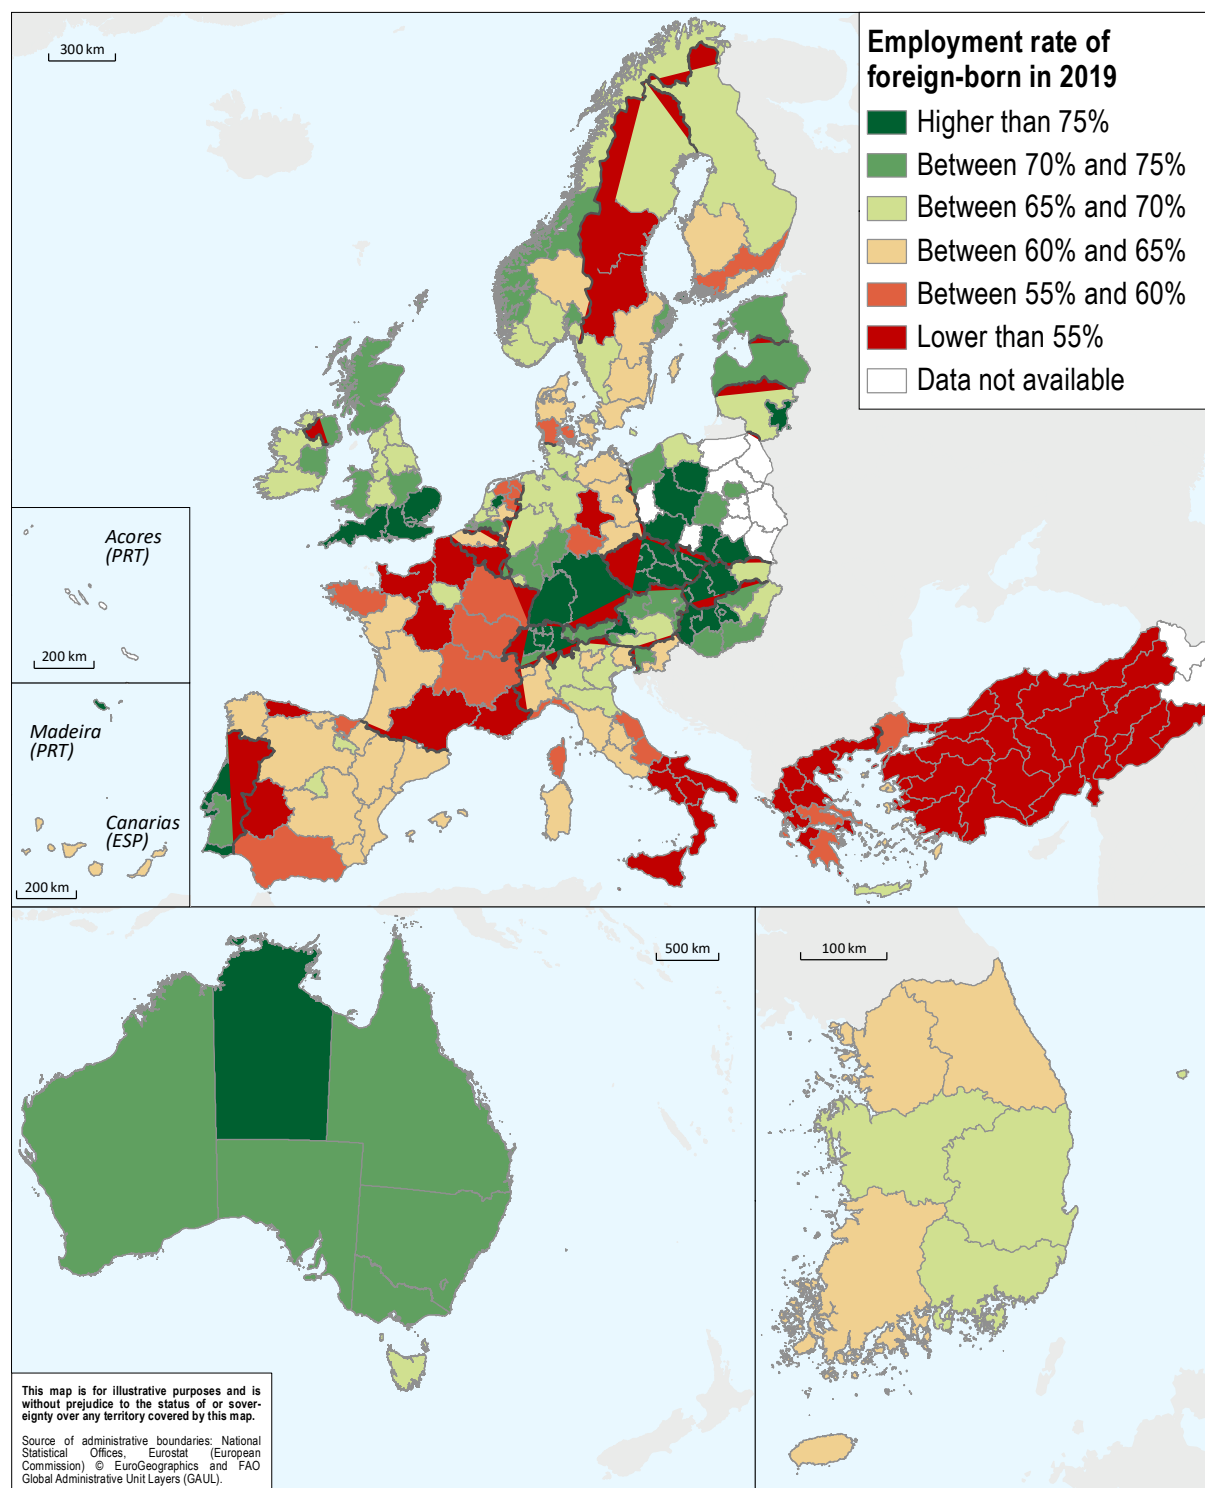 300 km
Employment rate of
foreign-born in 2019
Higher than 75%
Between 70% and 75%
Between 65% and 70%
Between 60% and 65%
Between 55% and 60%
Lower than 55%
Data not available
Acores
(PRT)
200 km
Madeira
(PRT)
Canarias
(ESP)
200 km
500 km
100 km
This map is for illustrative purposes and is
without prejudice to the status of or sover-
eignty over any territory covered by this map.
Source of administrative boundaries: National
Statistical Offices, Eurostat (European
Commission) © EuroGeographics and FAO
Global Administrative Unit Layers (GAUL).